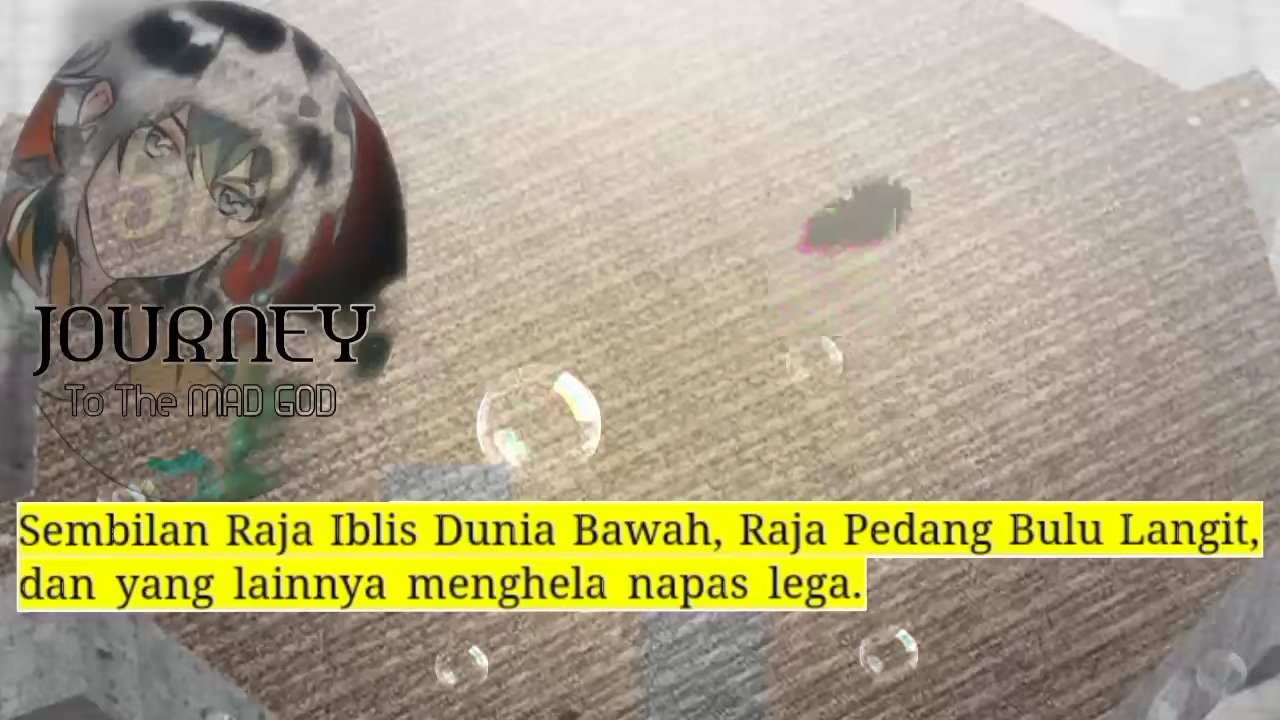 JOURNEY
To The MAD GOD
Sembilan Raja Iblis Dunia Bawah, Raja Pedang Bulu Langit,
dan yang lainnya menghela napas lega.